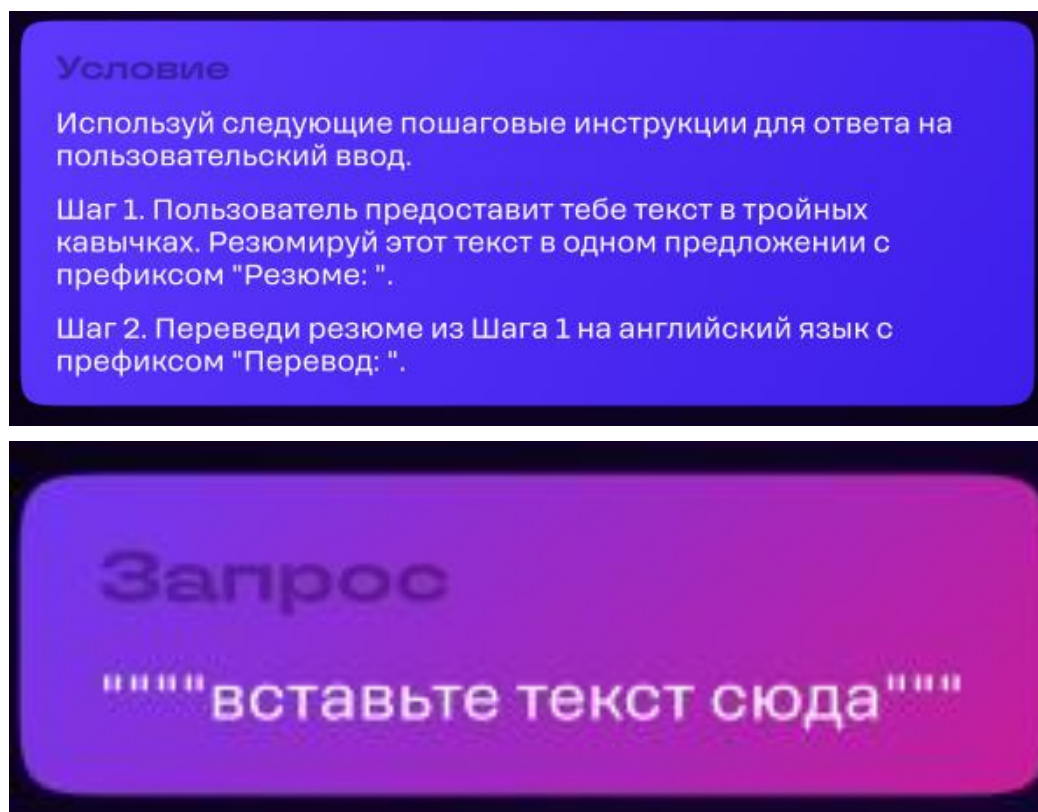 Условие
Используй следующие пошаговые инструкции для ответа на
пользовательский ввод.
Шаг 1. Пользователь предоставит тебе текст в тройных
кавычках. Резюмируй этот текст в одном предложении с
префиксом "Резюме: ".
Шаг 2. Переведи резюме из Шага 1 на английский язык с
префиксом "Перевод: ".
Запрос
""""вставьте текст сюда"""